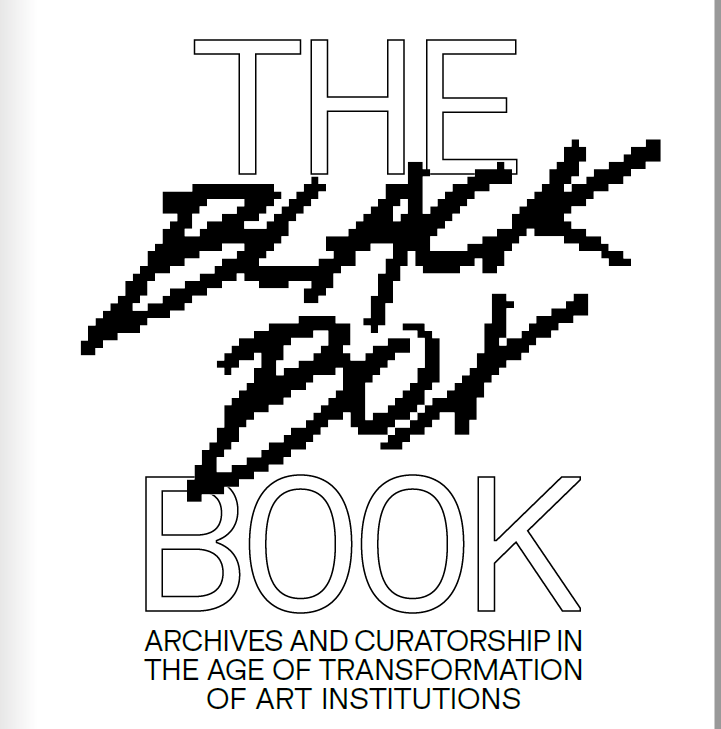 THE
BLACK
BOX
BOOK
ARCHIVES AND CURATORSHIP IN
THE AGE OF TRANSFORMATION
OF ART INSTITUTIONS